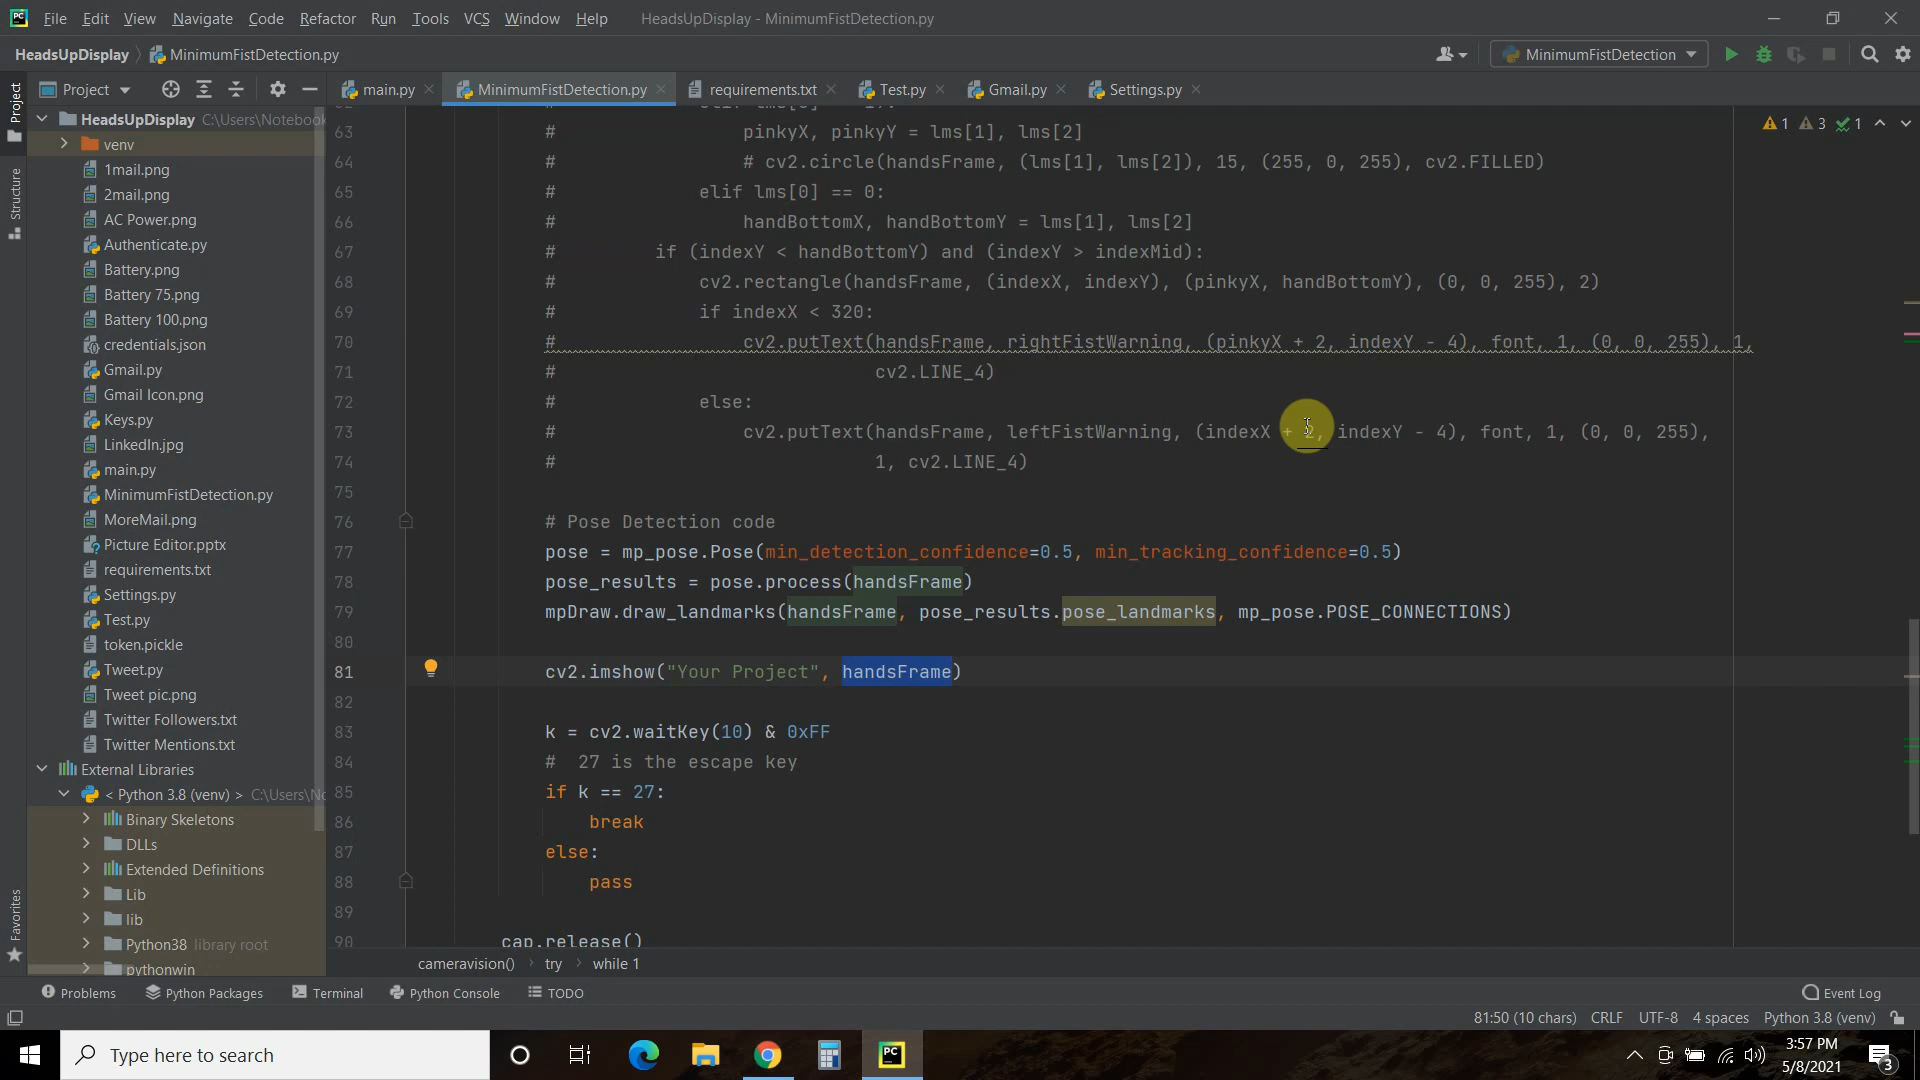 PC File Edit View Navigate Code Refactor Run Tools VCS Window Help HeadsUpDisplay - MinimumFistDetection.py
HeadsUpDisplay MinimumFistDetection.py MinimumFistDetection
Project main.py MinimumFistDetection.py requirements.txt Test.py Gmail.py Settings.py
Project
Structure
Favorites
HeadsUpDisplay C:\Users\Notebook
venv
1mail.png
2mail.png
AC Power.png
Authenticate.py
Battery.png
Battery 75.png
Battery 100.png
credentials.json
Gmail.py
Gmail Icon.png
Keys.py
LinkedIn.jpg
main.py
MinimumFistDetection.py
MoreMail.png
Picture Editor.pptx
requirements.txt
Settings.py
Test.py
token.pickle
Tweet.py
Tweet pic.png
Twitter Followers.txt
Twitter Mentions.txt
External Libraries
< Python 3.8 (venv) > C:\Users\No
Binary Skeletons
DLLs
Extended Definitions
Lib
lib
Python38 library root
pythonwin
1 3 1
63 # pinkyX, pinkyY = lms[1], lms[2]
64 # # cv2.circle(handsFrame, (lms[1], lms[2]), 15, (255, 0, 255), cv2.FILLED)
65 # elif lms[0] == 0:
66 # handBottomX, handBottomY = lms[1], lms[2]
67 # if (indexY < handBottomY) and (indexY > indexMid):
68 # cv2.rectangle(handsFrame, (indexX, indexY), (pinkyX, handBottomY), (0, 0, 255), 2)
69 # if indexX < 320:
70 # cv2.putText(handsFrame, rightFistWarning, (pinkyX + 2, indexY - 4), font, 1, (0, 0, 255), 1,
71 # cv2.LINE_4)
72 # else:
73 # cv2.putText(handsFrame, leftFistWarning, (indexX + 2, indexY - 4), font, 1, (0, 0, 255),
74 # 1, cv2.LINE_4)
75
76 # Pose Detection code
77 pose = mp_pose.Pose(min_detection_confidence=0.5, min_tracking_confidence=0.5)
78 pose_results = pose.process(handsFrame)
79 mpDraw.draw_landmarks(handsFrame, pose_results.pose_landmarks, mp_pose.POSE_CONNECTIONS)
80
81 cv2.imshow("Your Project", handsFrame)
82
83 k = cv2.waitKey(10) & 0xFF
84 # 27 is the escape key
85 if k == 27:
86 break
87 else:
88 pass
89
90 cap.release()
cameravision() try while 1
Problems Python Packages Terminal Python Console TODO Event Log
81:50 (10 chars) CRLF UTF-8 4 spaces Python 3.8 (venv)
Type here to search PC
3:57 PM
5/8/2021
3